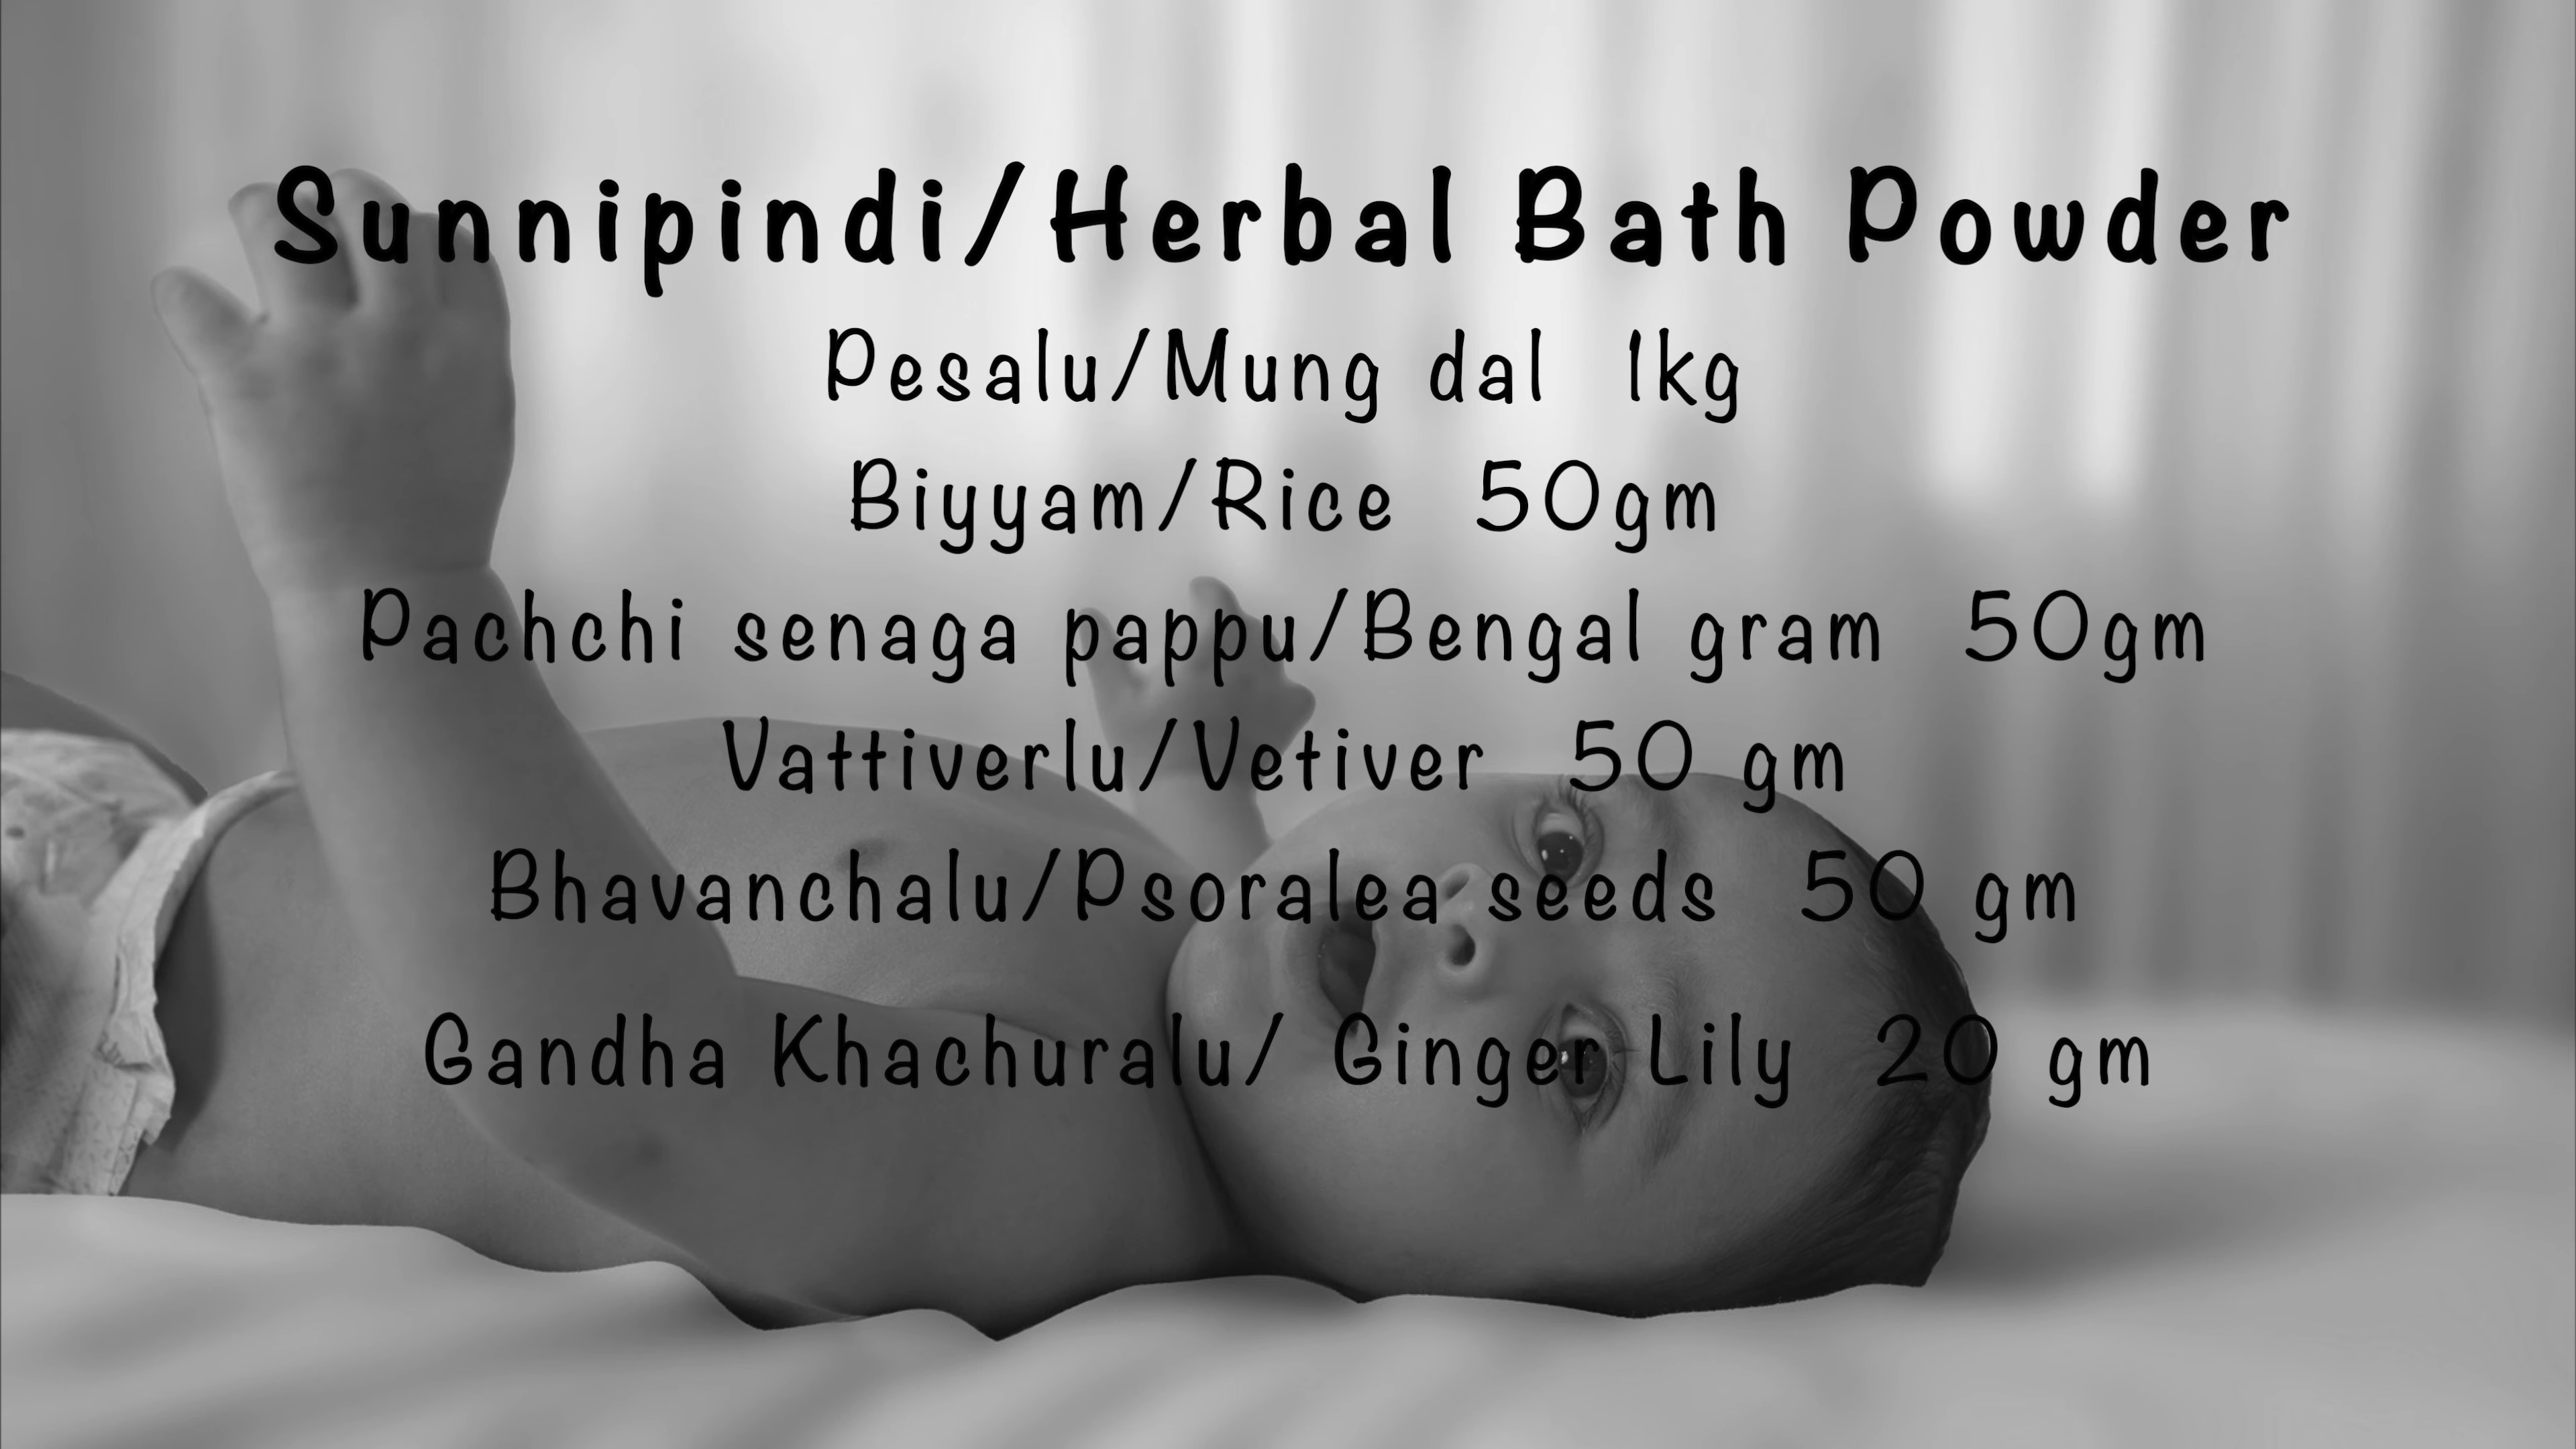 Sunnipindi/Herbal Bath Powder
Pesalu/Mung dal 1kg
Biyyam/Rice 50gm
Pachchi senaga pappu/Bengal gram 50gm
Vattiverlu/Vetiver 50 gm
Bhavanchalu/Psoralea seeds 50 gm
Gandha Khachuralu/ Ginger Lily 20 gm